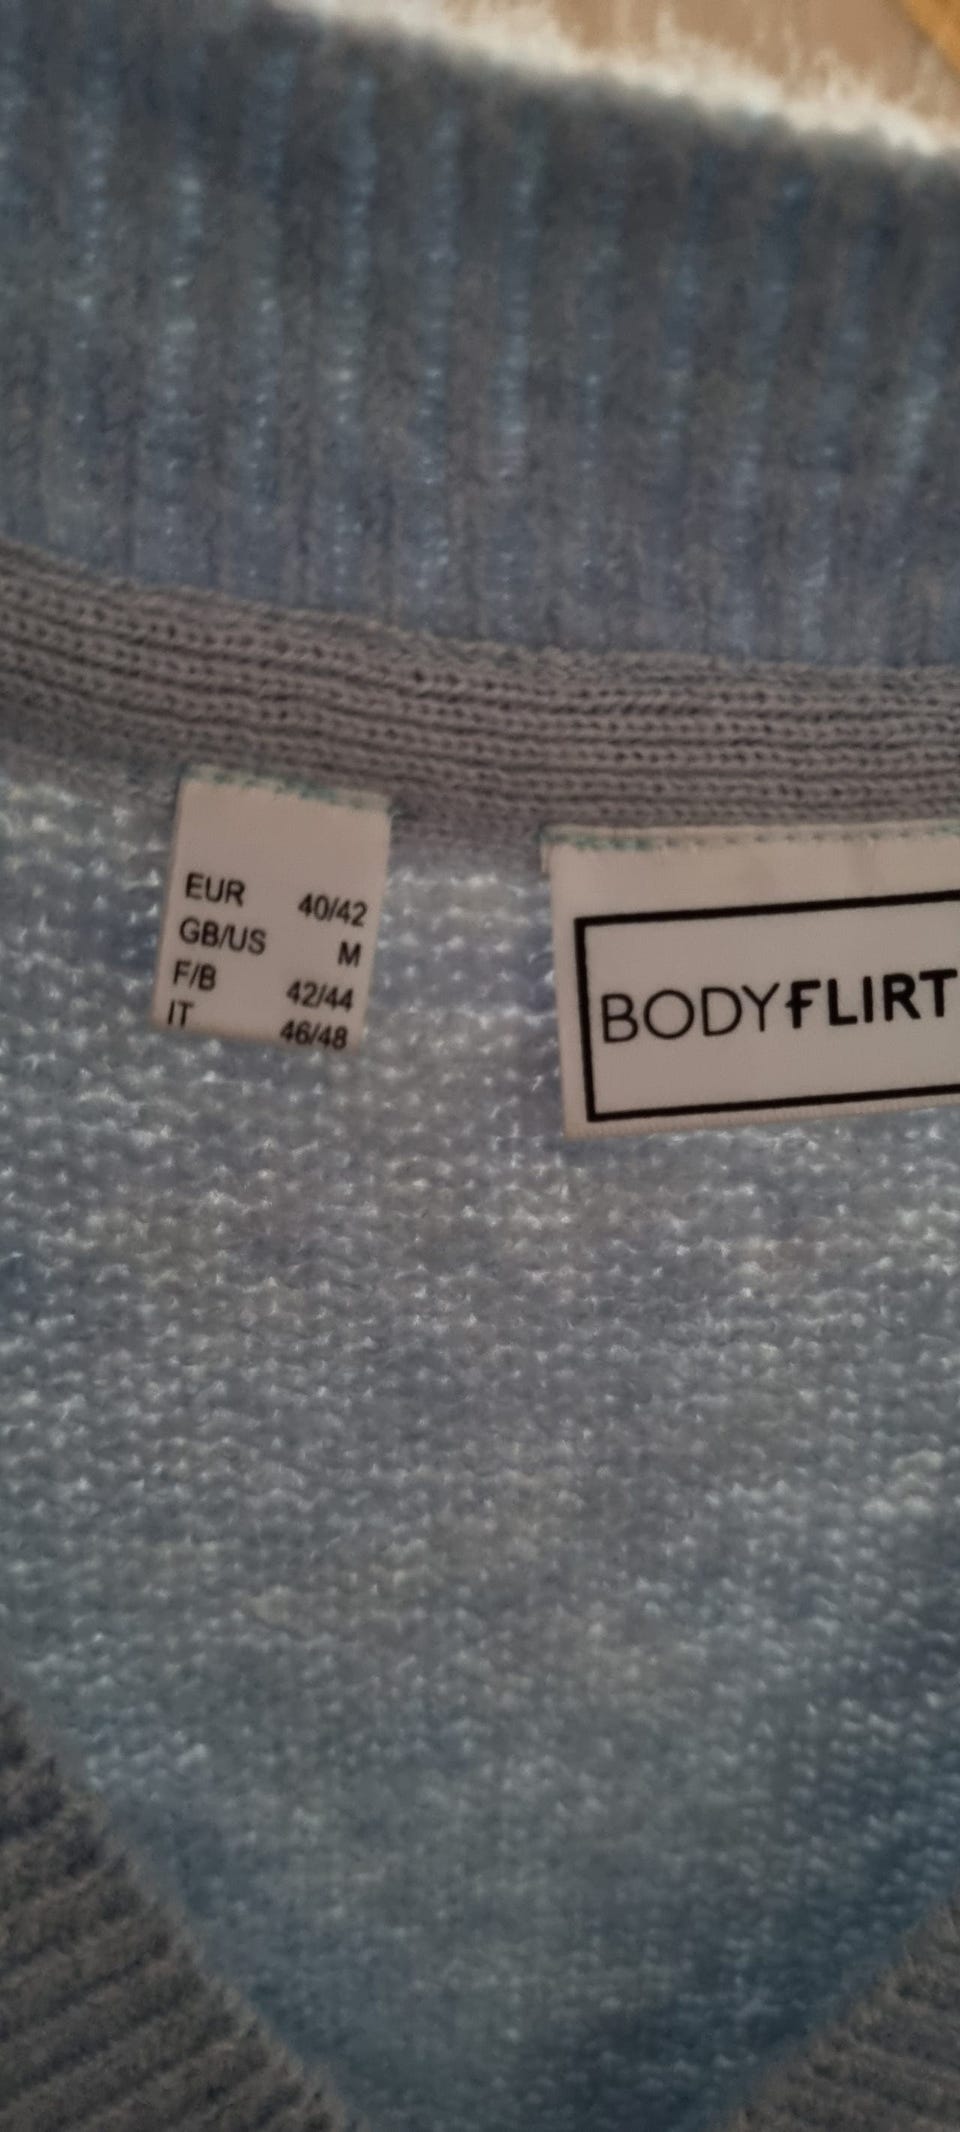 EUR 40/42
GB/US M
F/B 42/44
IT 46/48
BODYFLIRT